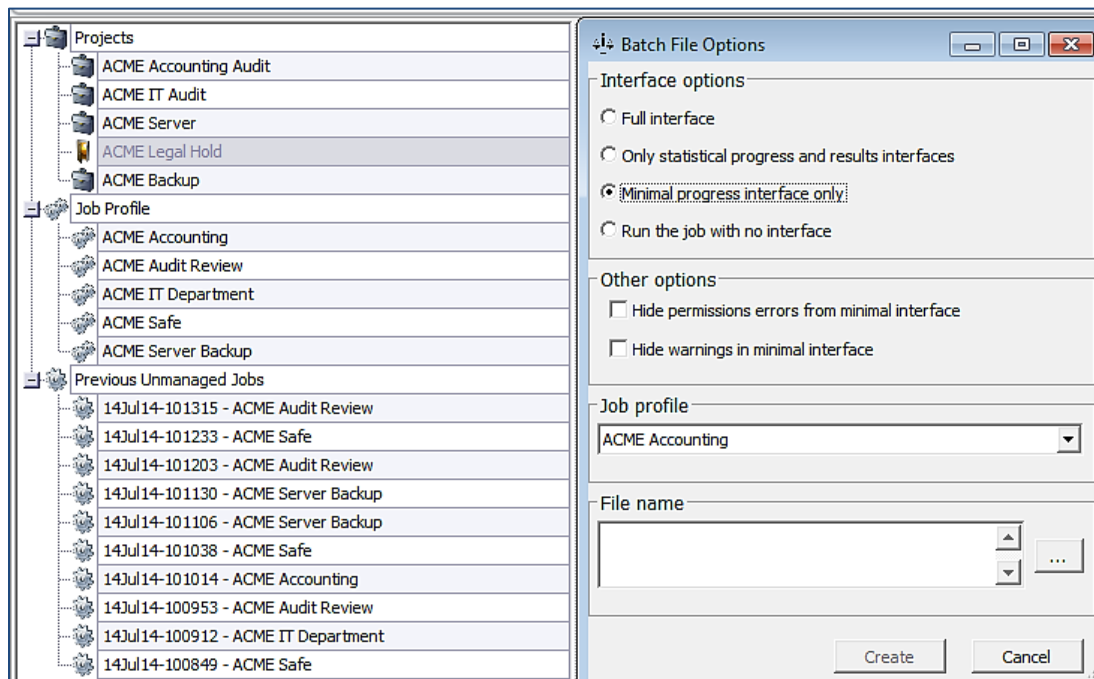 Projects
ACME Accounting Audit
ACME IT Audit
ACME Server
ACME Legal Hold
ACME Backup
Job Profile
ACME Accounting
ACME Audit Review
ACME IT Department
ACME Safe
ACME Server Backup
Previous Unmanaged Jobs
14Jul14-101315 - ACME Audit Review
14Jul14-101233 - ACME Safe
14Jul14-101203 - ACME Audit Review
14Jul14-101130 - ACME Server Backup
14Jul14-101106 - ACME Server Backup
14Jul14-101038 - ACME Safe
14Jul14-101014 - ACME Accounting
14Jul14-100953 - ACME Audit Review
14Jul14-100912 - ACME IT Department
14Jul14-100849 - ACME Safe
Batch File Options
Interface options
Full interface
Only statistical progress and results interfaces
Minimal progress interface only
Run the job with no interface
Other options
Hide permissions errors from minimal interface
Hide warnings in minimal interface
Job profile
ACME Accounting
File name
...
Create Cancel